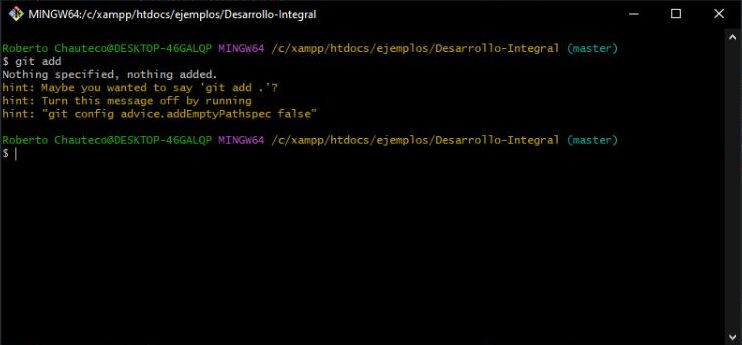 MINGW64:/c/xampp/htdocs/ejemplos/Desarrollo-Integral
Roberto Chauteco@DESKTOP-46GALQP MINGW64 /c/xampp/htdocs/ejemplos/Desarrollo-Integral (master)
$ git add
Nothing specified, nothing added.
hint: Maybe you wanted to say 'git add .'?
hint: Turn this message off by running
hint: "git config advice.addEmptyPathspec false"
Roberto Chauteco@DESKTOP-46GALQP MINGW64 /c/xampp/htdocs/ejemplos/Desarrollo-Integral (master)
$